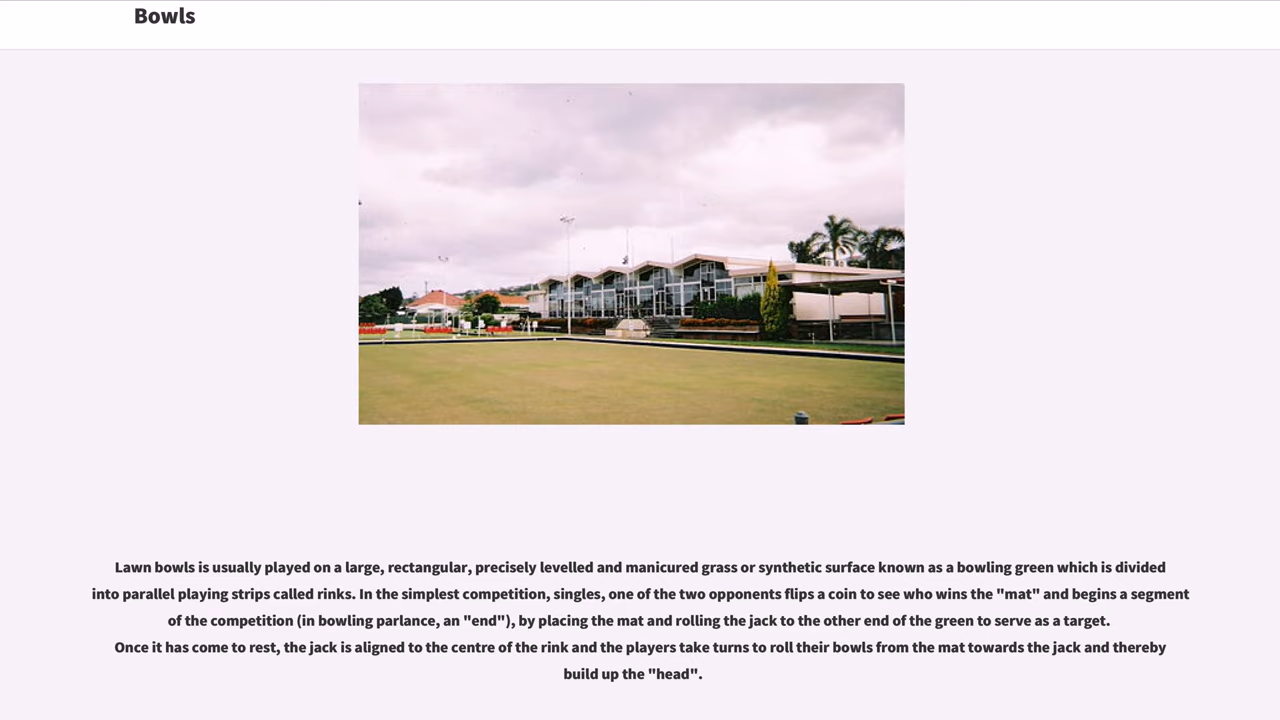 Bowls
Lawn bowls is usually played on a large, rectangular, precisely levelled and manicured grass or synthetic surface known as a bowling green which is divided
into parallel playing strips called rinks. In the simplest competition, singles, one of the two opponents flips a coin to see who wins the "mat" and begins a segment
of the competition (in bowling parlance, an "end"), by placing the mat and rolling the jack to the other end of the green to serve as a target.
Once it has come to rest, the jack is aligned to the centre of the rink and the players take turns to roll their bowls from the mat towards the jack and thereby
build up the "head".